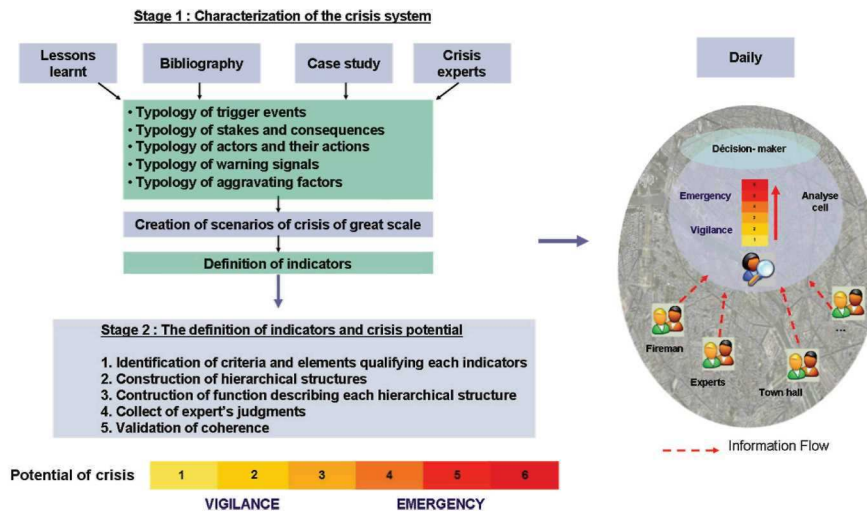 Stage 1 : Characterization of the crisis system
Lessons
learnt
Bibliography
Case study
Crisis
experts
• Typology of trigger events
• Typology of stakes and consequences
• Typology of actors and their actions
• Typology of warning signals
• Typology of aggravating factors
Creation of scenarios of crisis of great scale
Definition of indicators
Stage 2 : The definition of indicators and crisis potential
1. Identification of criteria and elements qualifying each indicators
2. Construction of hierarchical structures
3. Contruction of function describing each hierarchical structure
4. Collect of expert's judgments
5. Validation of coherence
Potential of crisis
1 2 3 4 5 6
VIGILANCE EMERGENCY
Daily
Décision- maker
Emergency
Vigilance
Analyse
cell
Fireman
Experts
Town hall
...
Information Flow